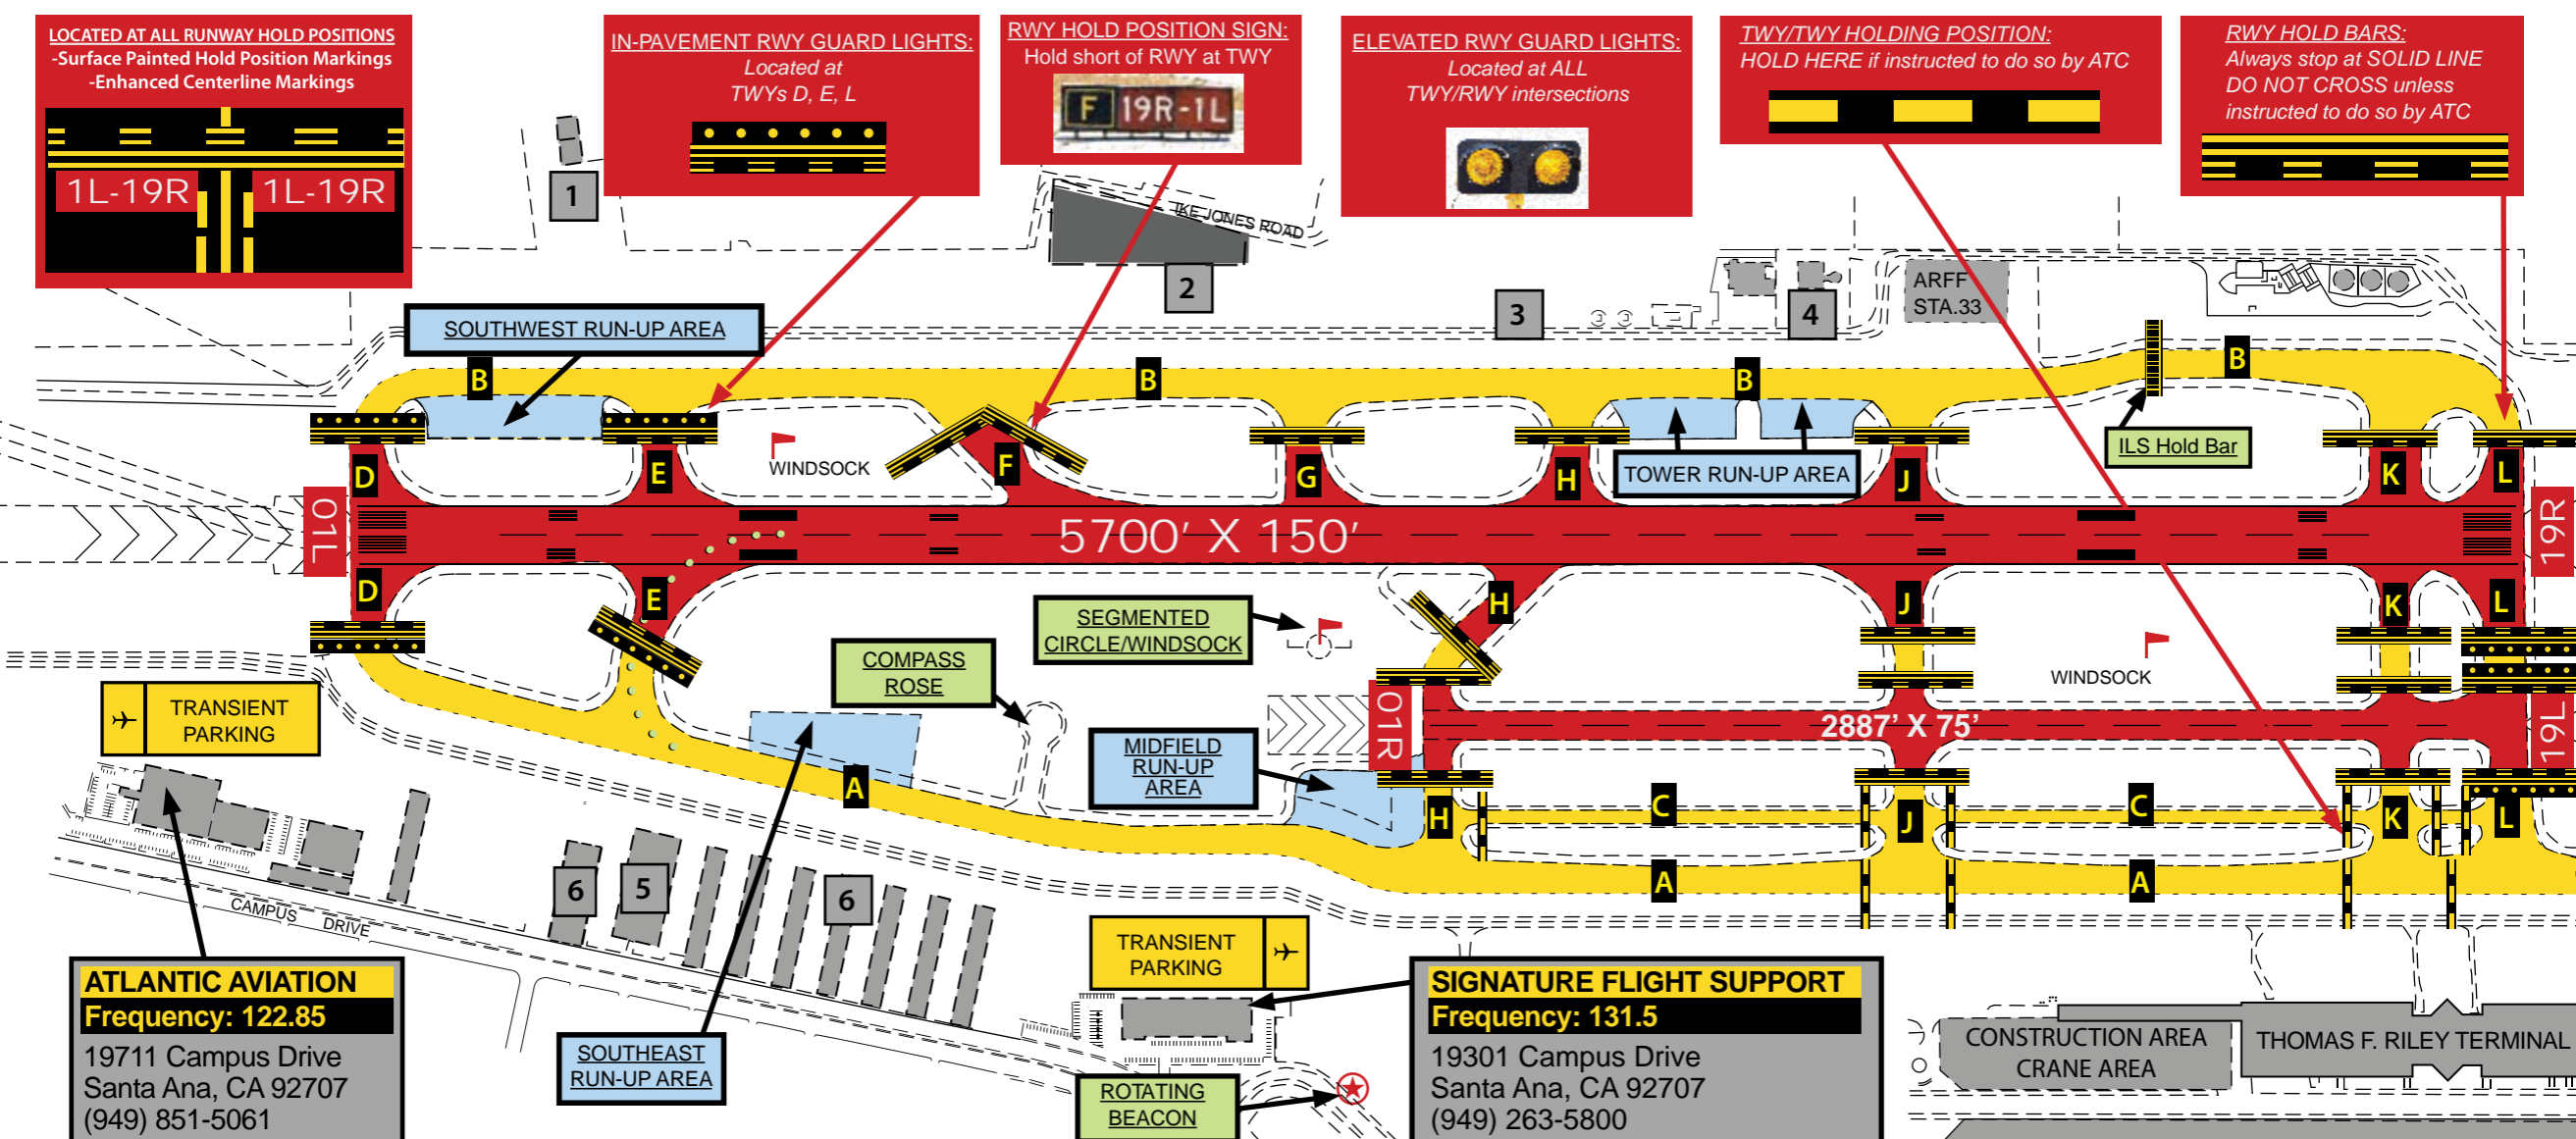 LOCATED AT ALL RUNWAY HOLD POSITIONS
-Surface Painted Hold Position Markings
-Enhanced Centerline Markings
1L-19R
1L-19R
IN-PAVEMENT RWY GUARD LIGHTS:
Located at
TWYs D, E, L
RWY HOLD POSITION SIGN:
Hold short of RWY at TWY
F 19R-1L
ELEVATED RWY GUARD LIGHTS:
Located at ALL
TWY/RWY intersections
TWY/TWY HOLDING POSITION:
HOLD HERE if instructed to do so by ATC
RWY HOLD BARS:
Always stop at SOLID LINE
DO NOT CROSS unless
instructed to do so by ATC
1
IKE JONES ROAD
2
3
4
ARFF
STA.33
SOUTHWEST RUN-UP AREA
B
B
B
B
ILS Hold Bar
WINDSOCK
TOWER RUN-UP AREA
D
E
F
G
H
J
K
L
01L
5700' X 150'
19R
D
E
H
J
K
L
SEGMENTED
CIRCLE/WINDSOCK
COMPASS
ROSE
WINDSOCK
TRANSIENT
PARKING
01R
2887' X 75'
19L
MIDFIELD
RUN-UP
AREA
A
H
C
J
C
K
L
A
A
6
5
6
CAMPUS DRIVE
TRANSIENT
PARKING
ATLANTIC AVIATION
Frequency: 122.85
19711 Campus Drive
Santa Ana, CA 92707
(949) 851-5061
SOUTHEAST
RUN-UP AREA
ROTATING
BEACON
SIGNATURE FLIGHT SUPPORT
Frequency: 131.5
19301 Campus Drive
Santa Ana, CA 92707
(949) 263-5800
CONSTRUCTION AREA
CRANE AREA
THOMAS F. RILEY TERMINAL